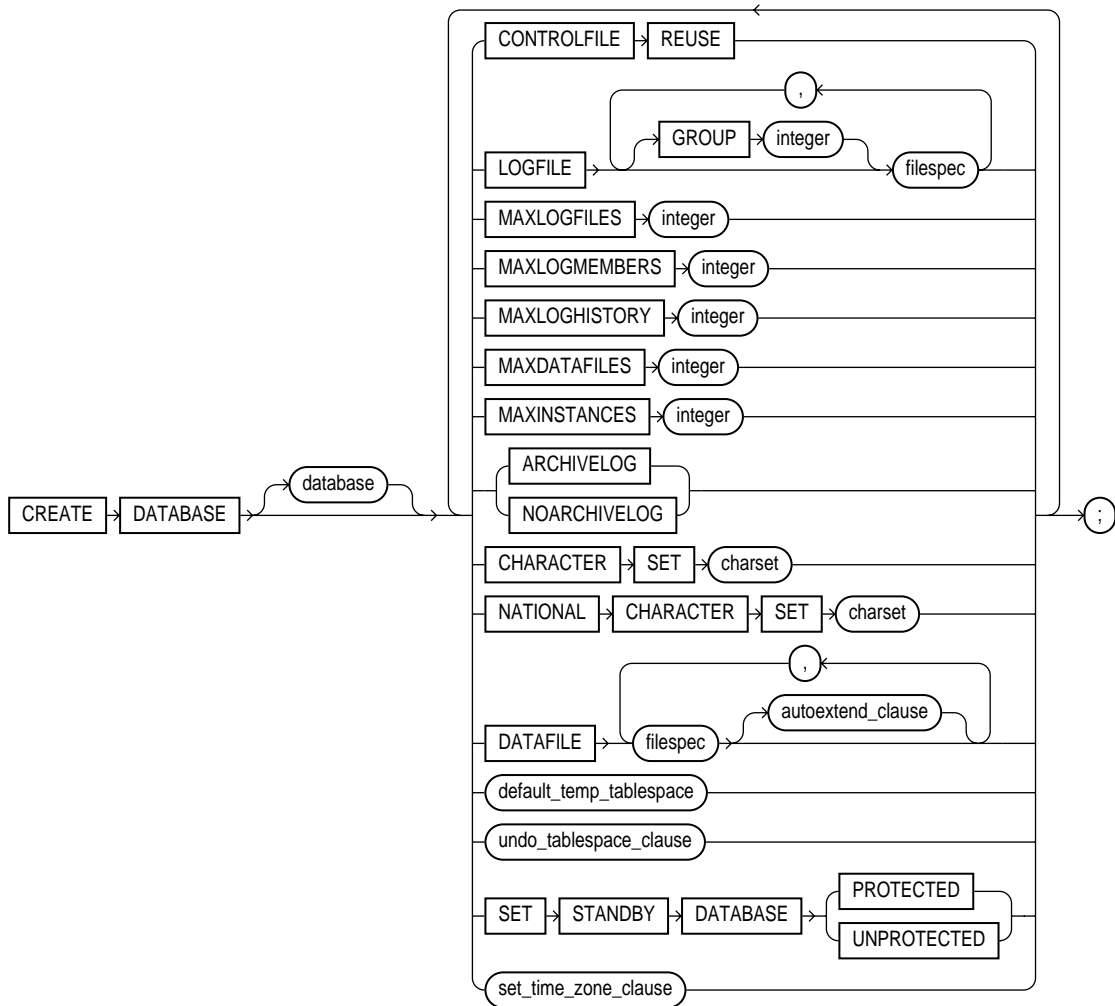 CONTROLFILE REUSE
,
GROUP integer
LOGFILE filespec
MAXLOGFILES integer
MAXLOGMEMBERS integer
MAXLOGHISTORY integer
MAXDATAFILES integer
MAXINSTANCES integer
ARCHIVELOG
database
CREATE DATABASE NOARCHIVELOG ;
CHARACTER SET charset
NATIONAL CHARACTER SET charset
,
autoextend_clause
DATAFILE filespec
default_temp_tablespace
undo_tablespace_clause
PROTECTED
SET STANDBY DATABASE
UNPROTECTED
set_time_zone_clause